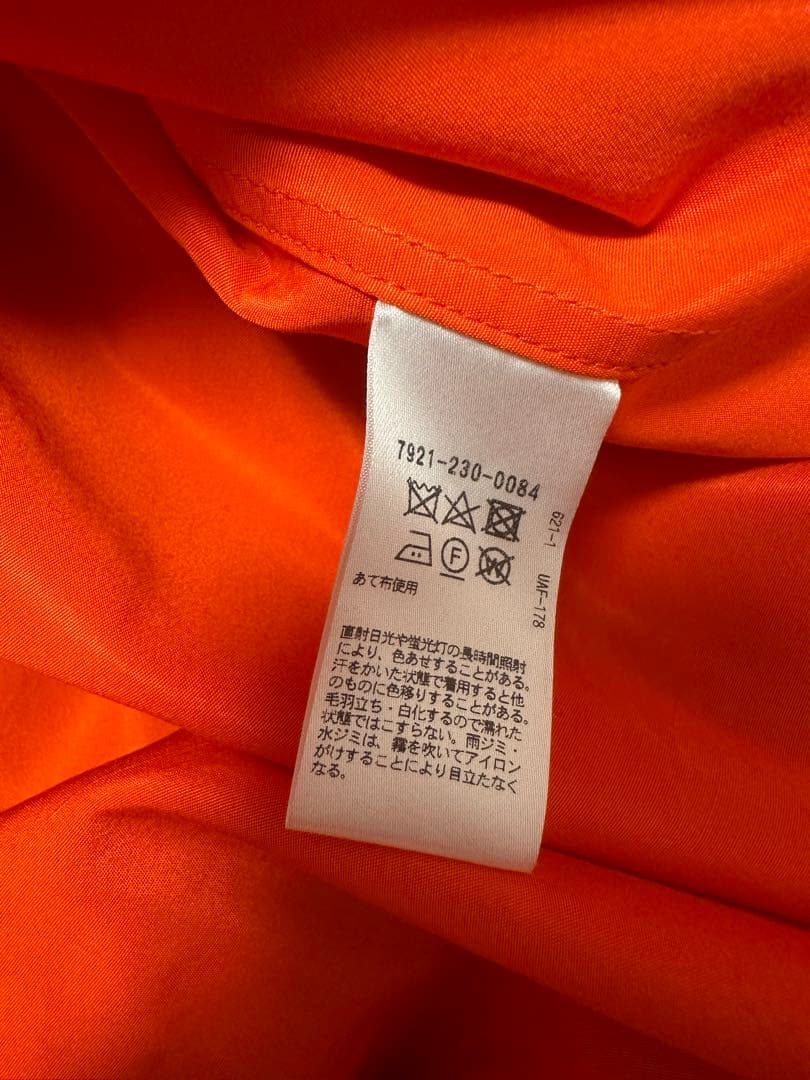 7921-230-0084
F
W
あて布使用
621-1 UAF-178
直射日光や蛍光灯の長時間照射
により、色あせすることがある。
汗をかいた状態で着用すると他
のものに色移りすることがある。
毛羽立ち・白化するので濡れた
状態ではこすらない。雨ジミ・
水ジミは、霧を吹いてアイロン
がけすることにより目立たなく
なる。